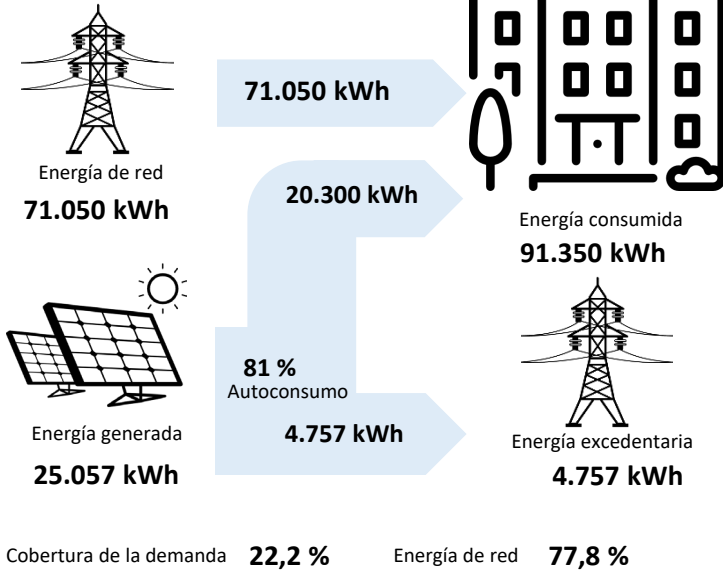 71.050 kWh
Energía de red
71.050 kWh
20.300 kWh
Energía consumida
91.350 kWh
81 %
Autoconsumo
Energía generada
25.057 kWh
4.757 kWh
Energía excedentaria
4.757 kWh
Cobertura de la demanda 22,2 % Energía de red 77,8 %